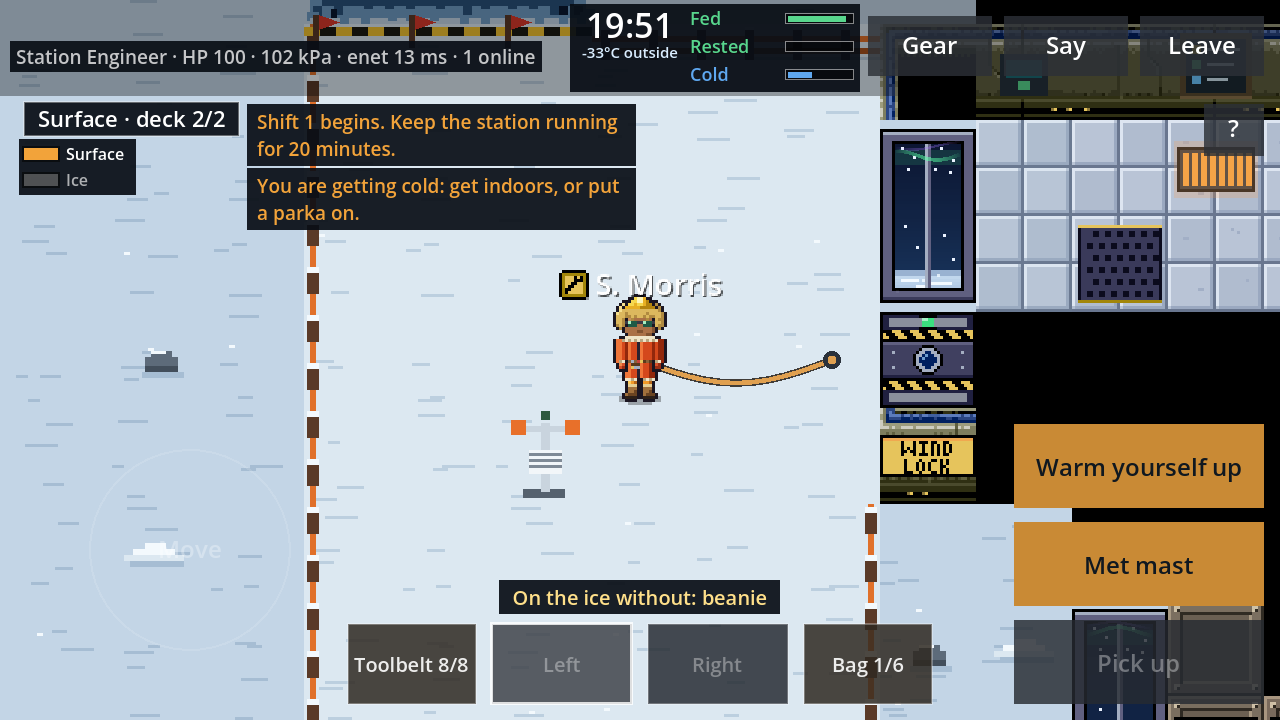 19:51
-33°C outside
Fed
Rested
Cold
Gear
Say
Leave
Station Engineer · HP 100 · 102 kPa · enet 13 ms · 1 online
Surface · deck 2/2
Surface
Ice
Shift 1 begins. Keep the station running
for 20 minutes.
You are getting cold: get indoors, or put
a parka on.
?
S. Morris
WIND
LOCK
Warm yourself up
Met mast
Move
On the ice without: beanie
Toolbelt 8/8
Left
Right
Bag 1/6
Pick up